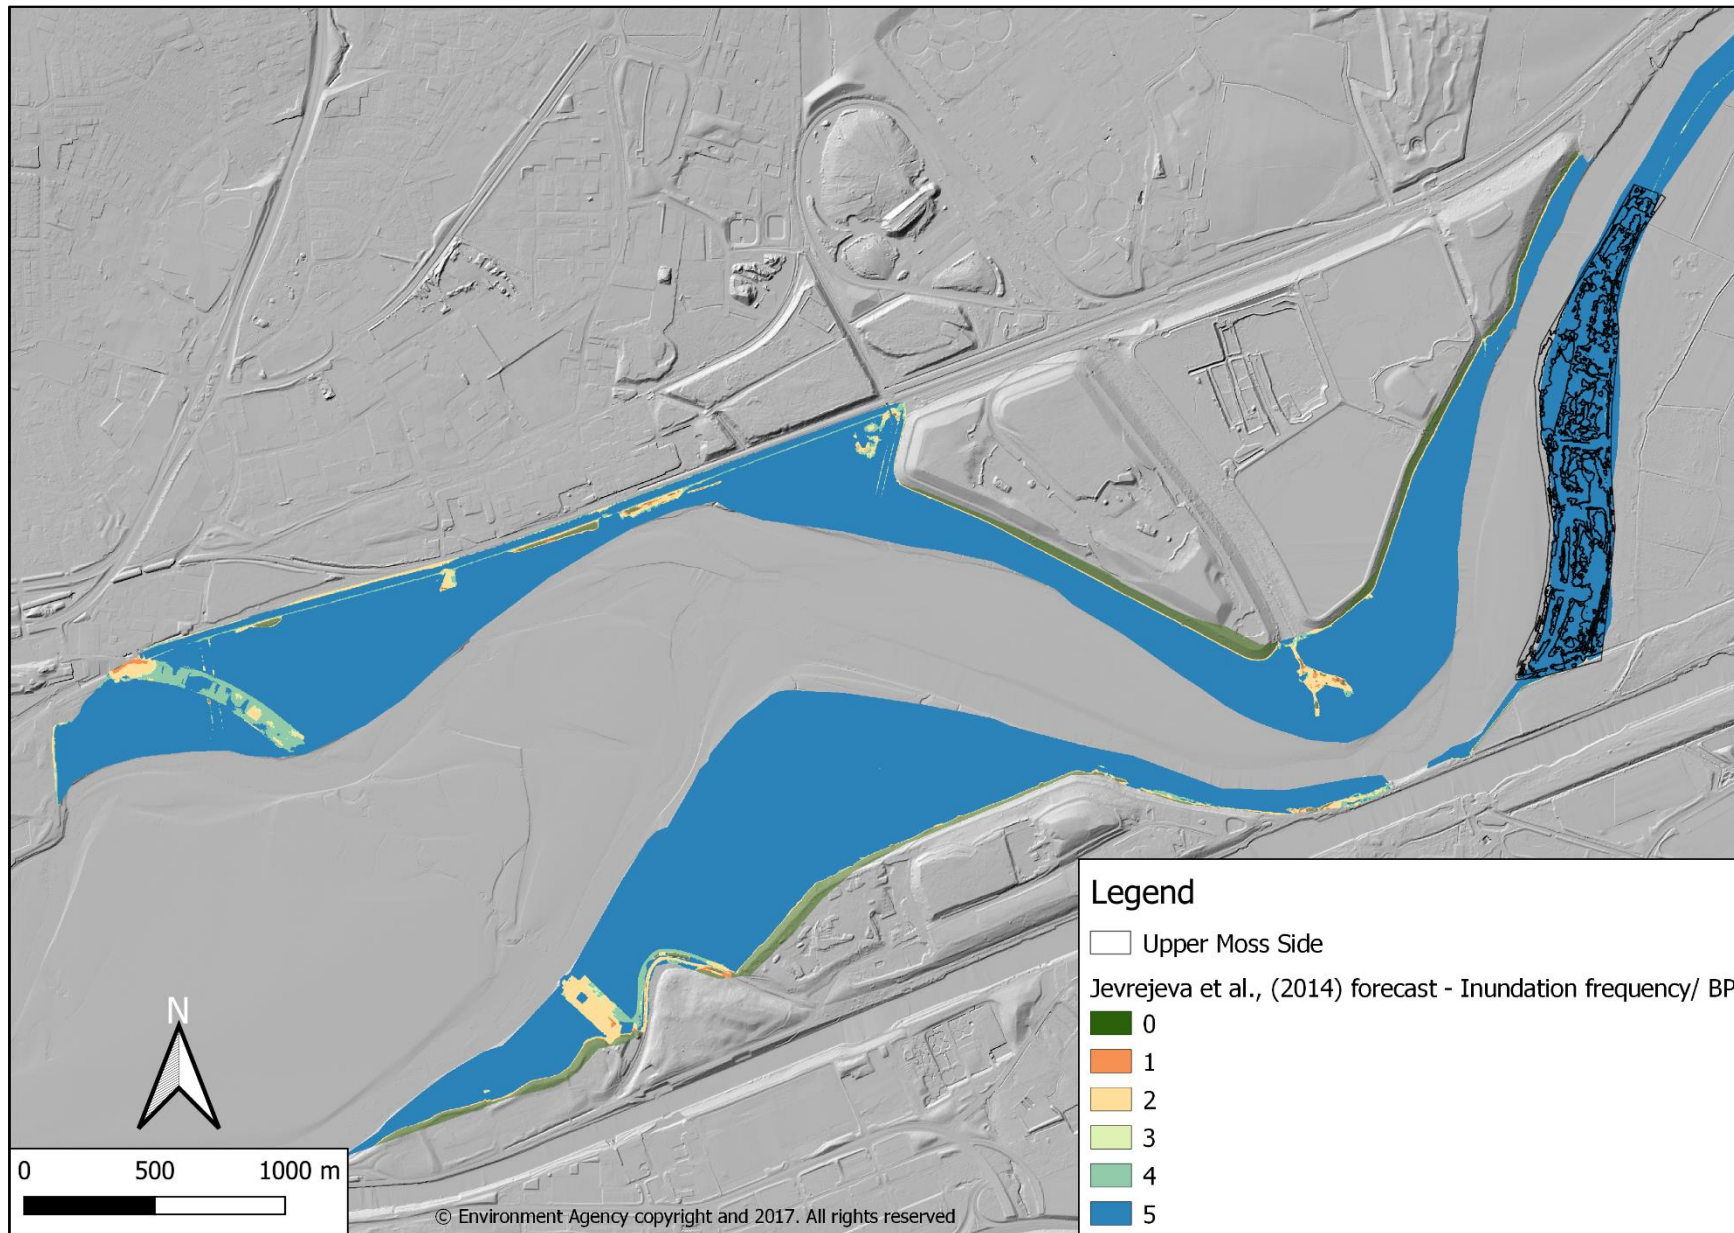 Legend
Upper Moss Side
Jevrejeva et al., (2014) forecast - Inundation frequency/ BP
0
1
2
3
4
5
N
0 500 1000 m
© Environment Agency copyright and 2017. All rights reserved